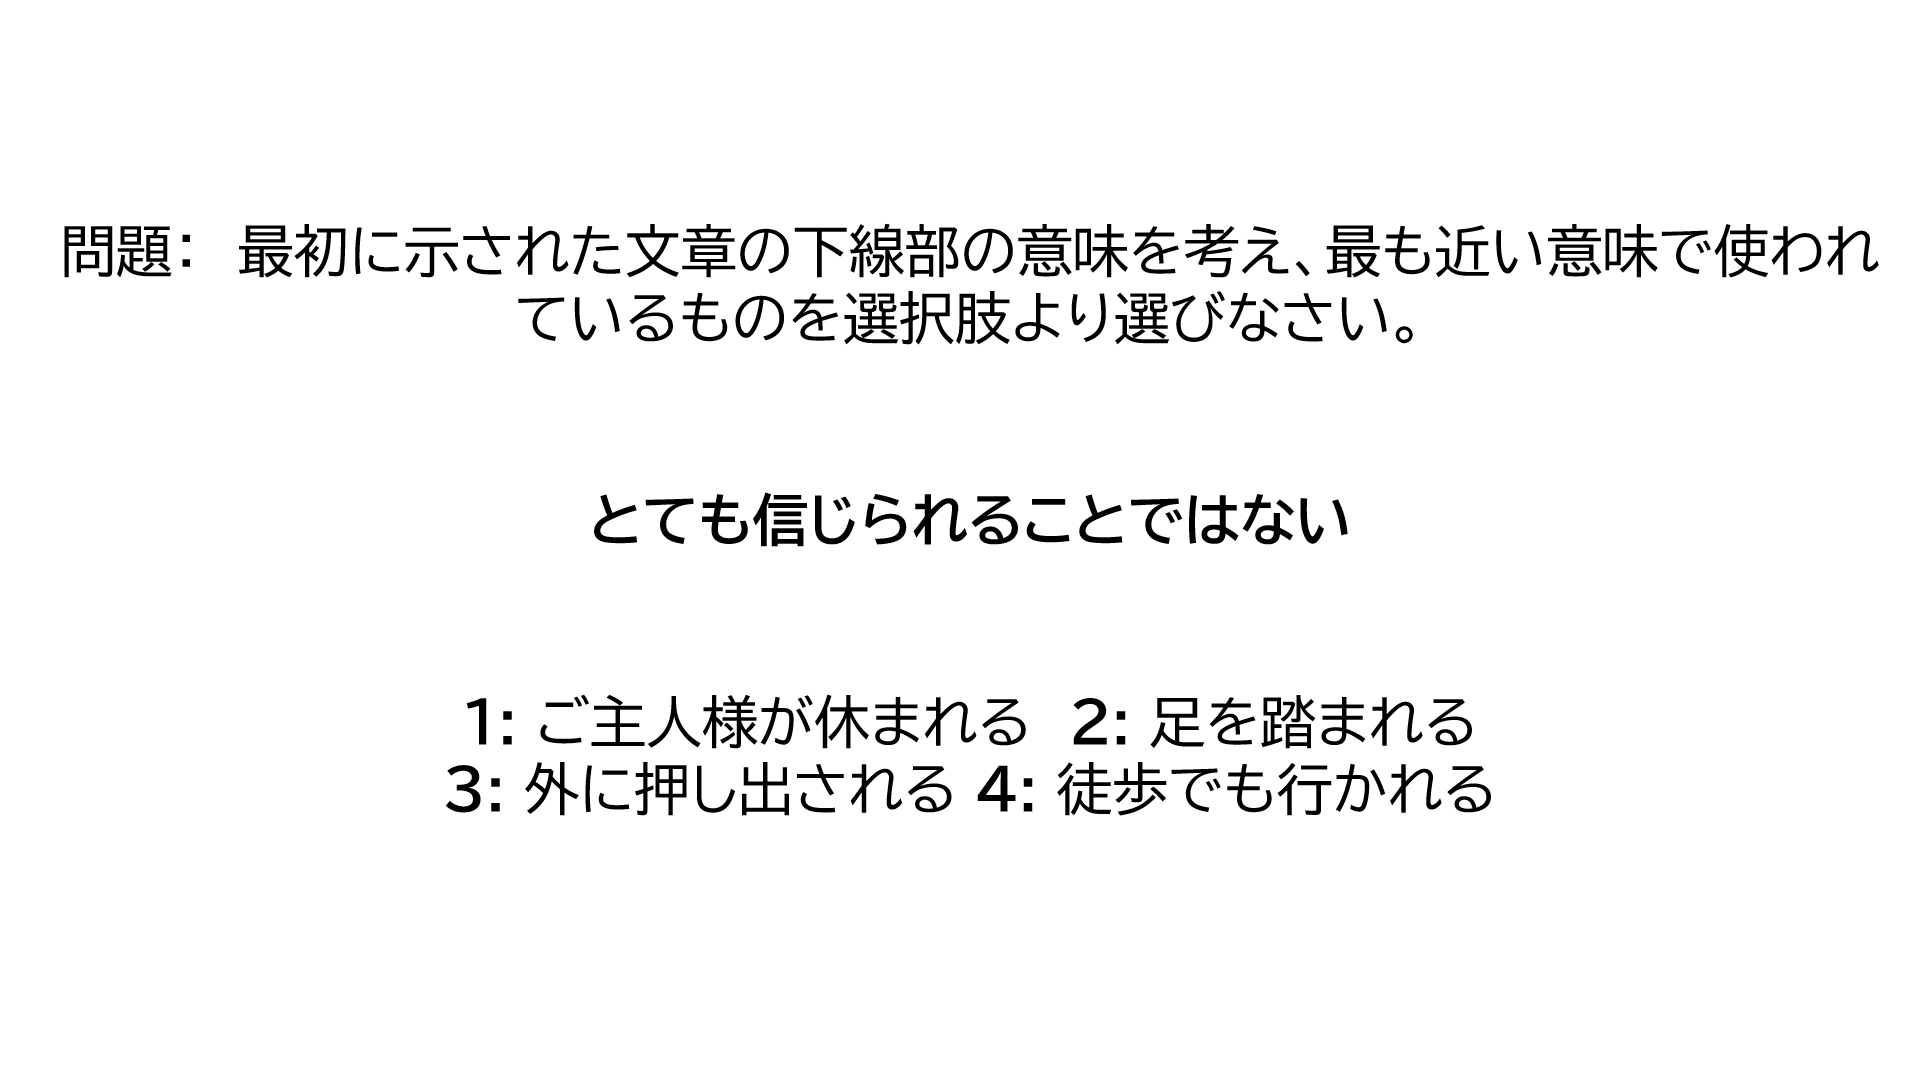 問題： 最初に示された文章の下線部の意味を考え、最も近い意味で使われ
ているものを選択肢より選びなさい。
とても信じられることではない
1: ご主人様が休まれる 2: 足を踏まれる
3: 外に押し出される 4: 徒歩でも行かれる